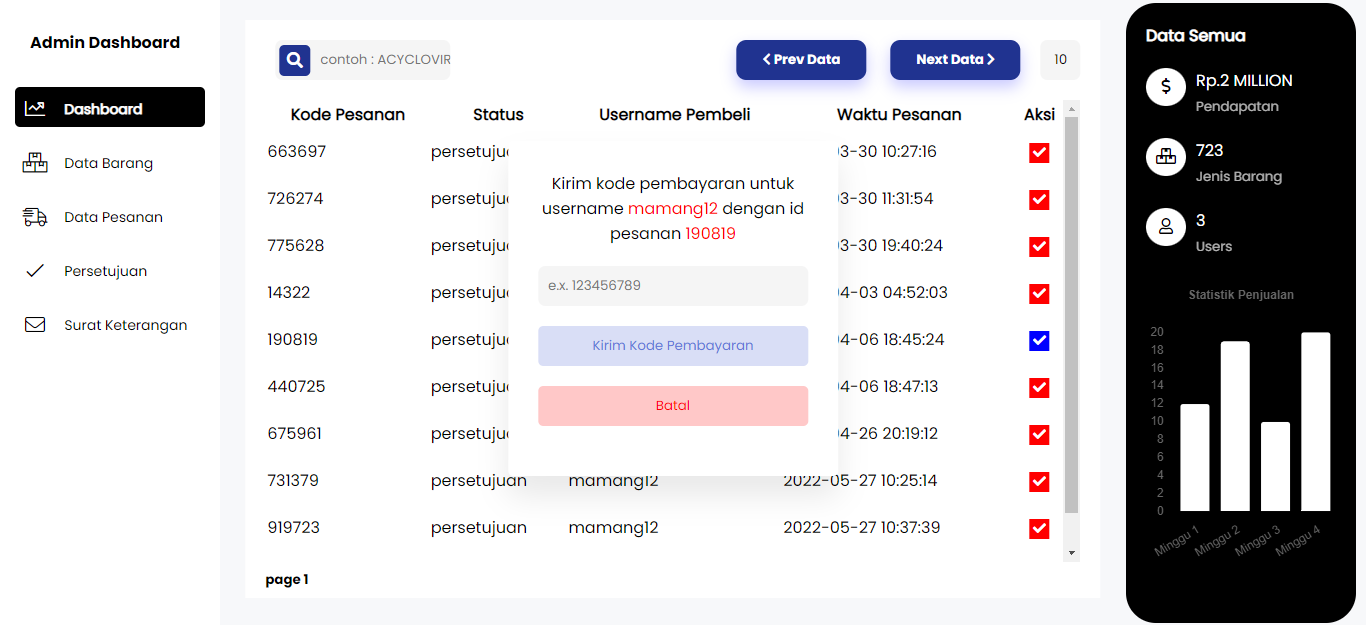 Admin Dashboard
Dashboard
Data Barang
Data Pesanan
Persetujuan
Surat Keterangan
contoh : ACYCLOVIR
Prev Data
Next Data
10
Kode Pesanan Status Username Pembeli Waktu Pesanan Aksi
663697 persetuju 03-30 10:27:16
726274 persetuju 03-30 11:31:54
775628 persetuju 03-30 19:40:24
14322 persetuju 04-03 04:52:03
190819 persetuju 04-06 18:45:24
440725 persetuju 04-06 18:47:13
675961 persetuju 04-26 20:19:12
731379 persetujuan mamang12 2022-05-27 10:25:14
919723 persetujuan mamang12 2022-05-27 10:37:39
page 1
Kirim kode pembayaran untuk
username mamang12 dengan id
pesanan 190819
e.x. 123456789
Kirim Kode Pembayaran
Batal
Data Semua
Rp.2 MILLION
Pendapatan
723
Jenis Barang
3
Users
Statistik Penjualan
20
18
16
14
12
10
8
6
4
2
0
Minggu 1 Minggu 2 Minggu 3 Minggu 4